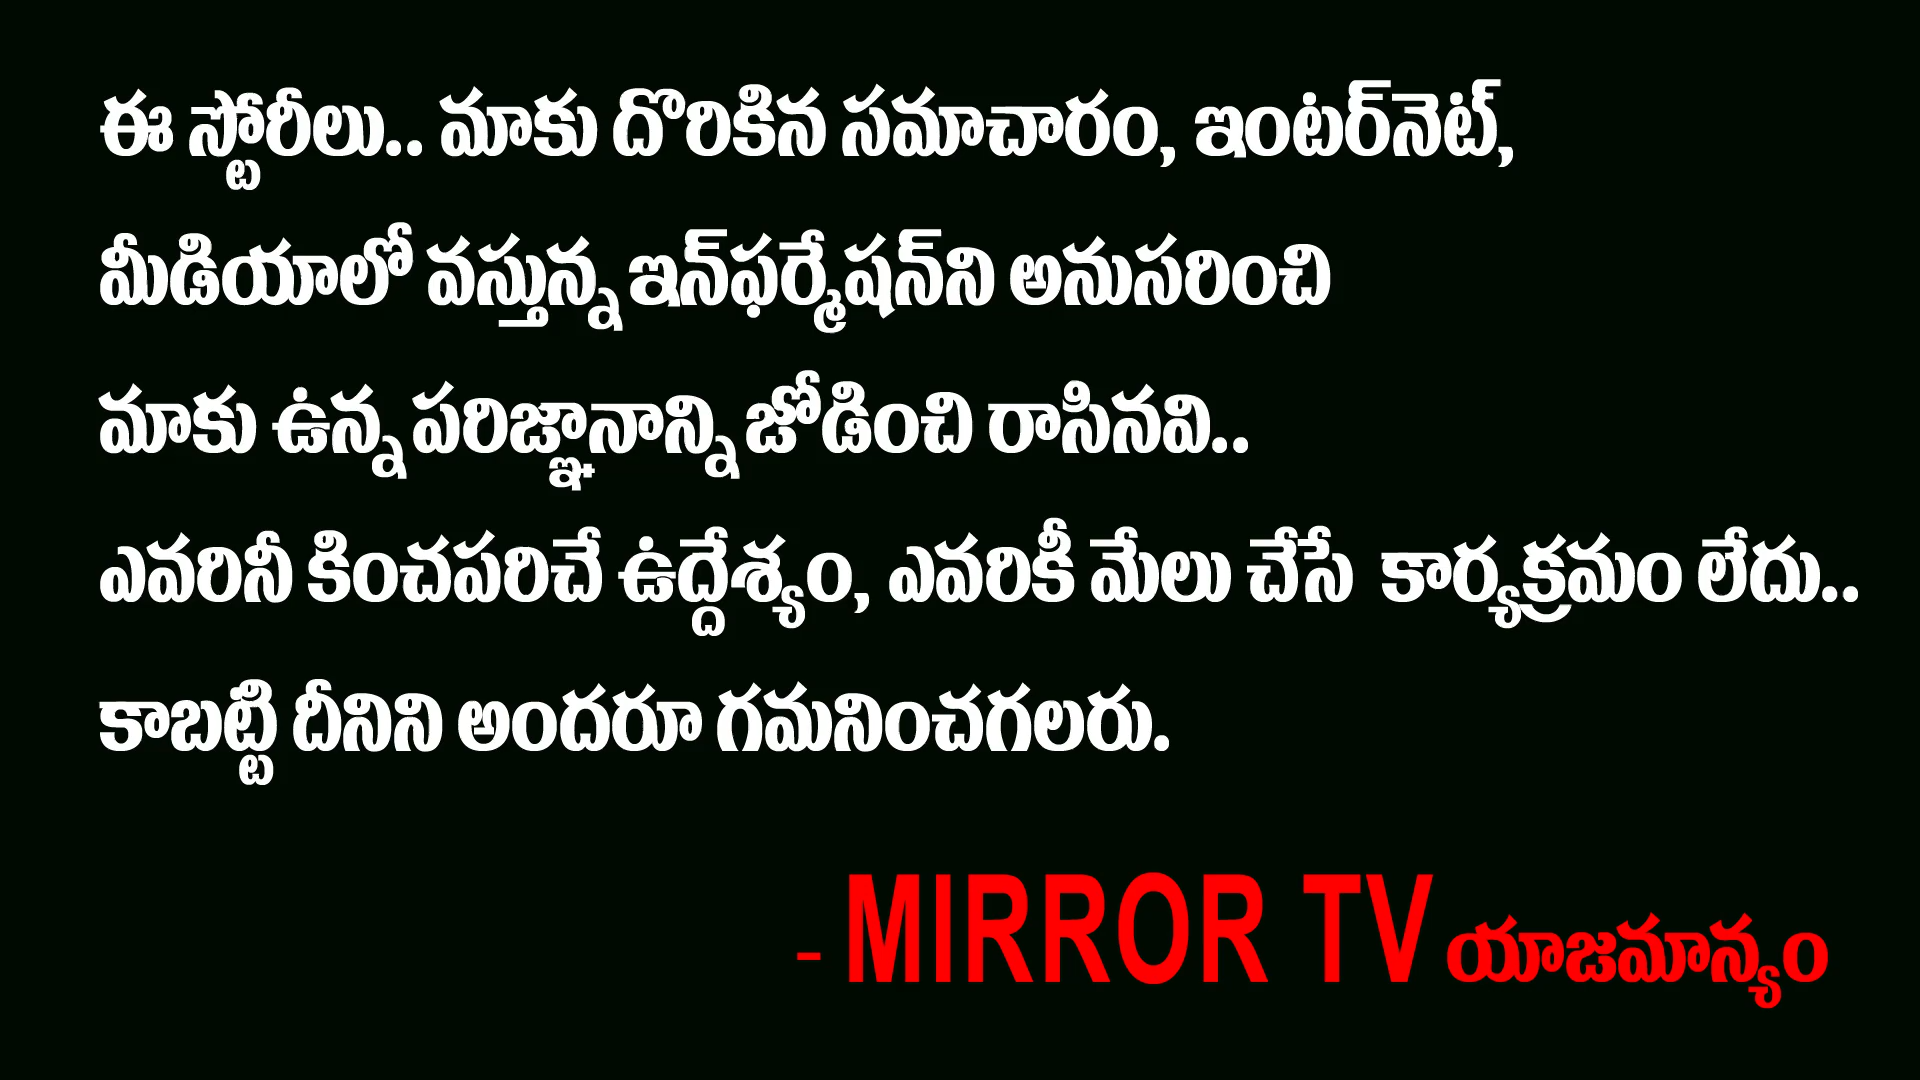 ఈ స్టోరీలు.. మాకు దొరికిన సమాచారం, ఇంటర్‌నెట్,
మీడియాలో వస్తున్న ఇన్‌ఫర్మేషన్‌ని అనుసరించి
మాకు ఉన్న పరిజ్ఞానాన్ని జోడించి రాసినవి..
ఎవరినీ కించపరిచే ఉద్దేశ్యం, ఎవరికీ మేలు చేసే కార్యక్రమం లేదు..
కాబట్టి దీనిని అందరూ గమనించగలరు.
- MIRROR TV యాజమాన్యం